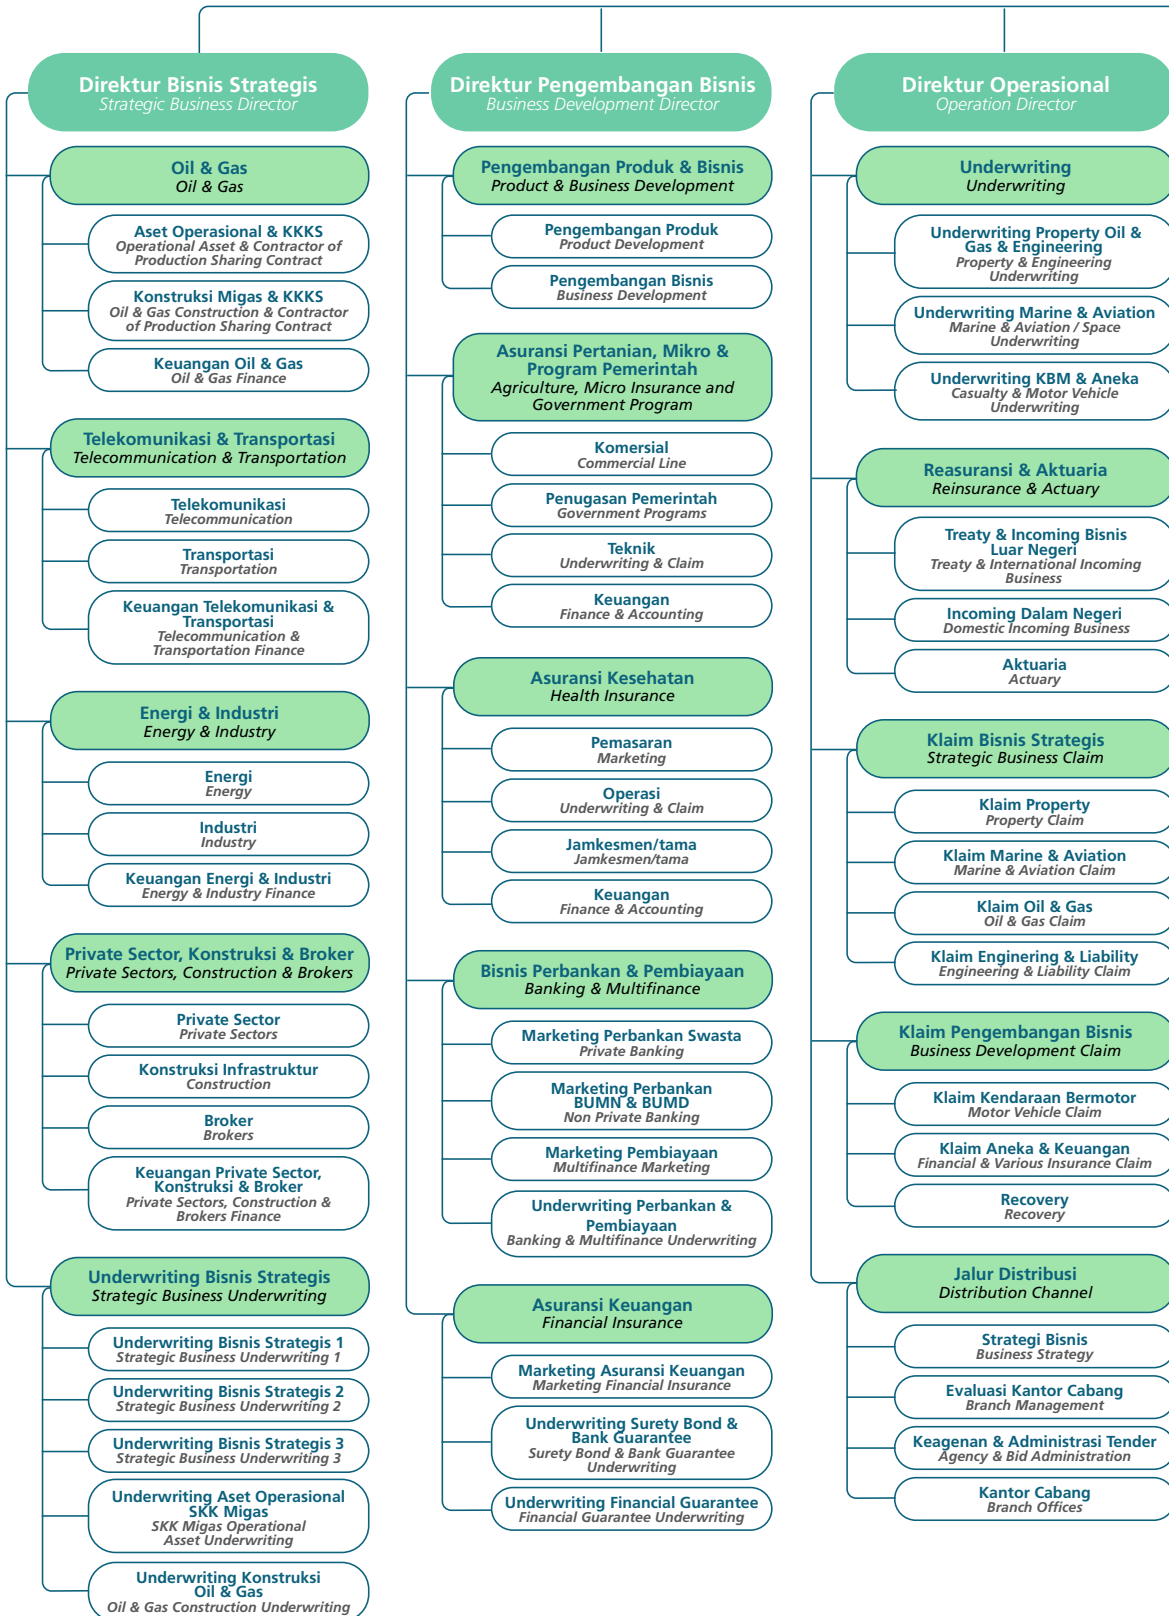 Direktur Bisnis Strategis
Strategic Business Director
Oil & Gas
Oil & Gas
Aset Operasional & KKKS
Operational Asset & Contractor of
Production Sharing Contract
Konstruksi Migas & KKKS
Oil & Gas Construction & Contractor
of Production Sharing Contract
Keuangan Oil & Gas
Oil & Gas Finance
Telekomunikasi & Transportasi
Telecommunication & Transportation
Telekomunikasi
Telecommunication
Transportasi
Transportation
Keuangan Telekomunikasi &
Transportasi
Telecommunication &
Transportation Finance
Energi & Industri
Energy & Industry
Energi
Energy
Industri
Industry
Keuangan Energi & Industri
Energy & Industry Finance
Private Sector, Konstruksi & Broker
Private Sectors, Construction & Brokers
Private Sector
Private Sectors
Konstruksi Infrastruktur
Construction
Broker
Brokers
Keuangan Private Sector,
Konstruksi & Broker
Private Sectors, Construction &
Brokers Finance
Underwriting Bisnis Strategis
Strategic Business Underwriting
Underwriting Bisnis Strategis 1
Strategic Business Underwriting 1
Underwriting Bisnis Strategis 2
Strategic Business Underwriting 2
Underwriting Bisnis Strategis 3
Strategic Business Underwriting 3
Underwriting Aset Operasional
SKK Migas
SKK Migas Operational
Asset Underwriting
Underwriting Konstruksi
Oil & Gas
Oil & Gas Construction Underwriting
Direktur Pengembangan Bisnis
Business Development Director
Pengembangan Produk & Bisnis
Product & Business Development
Pengembangan Produk
Product Development
Pengembangan Bisnis
Business Development
Asuransi Pertanian, Mikro &
Program Pemerintah
Agriculture, Micro Insurance and
Government Program
Komersial
Commercial Line
Penugasan Pemerintah
Government Programs
Teknik
Underwriting & Claim
Keuangan
Finance & Accounting
Asuransi Kesehatan
Health Insurance
Pemasaran
Marketing
Operasi
Underwriting & Claim
Jamkesmen/tama
Jamkesmen/tama
Keuangan
Finance & Accounting
Bisnis Perbankan & Pembiayaan
Banking & Multifinance
Marketing Perbankan Swasta
Private Banking
Marketing Perbankan
BUMN & BUMD
Non Private Banking
Marketing Pembiayaan
Multifinance Marketing
Underwriting Perbankan &
Pembiayaan
Banking & Multifinance Underwriting
Asuransi Keuangan
Financial Insurance
Marketing Asuransi Keuangan
Marketing Financial Insurance
Underwriting Surety Bond &
Bank Guarantee
Surety Bond & Bank Guarantee
Underwriting
Underwriting Financial Guarantee
Financial Guarantee Underwriting
Direktur Operasional
Operation Director
Underwriting
Underwriting
Underwriting Property Oil &
Gas & Engineering
Property & Engineering
Underwriting
Underwriting Marine & Aviation
Marine & Aviation / Space
Underwriting
Underwriting KBM & Aneka
Casualty & Motor Vehicle
Underwriting
Reasuransi & Aktuaria
Reinsurance & Actuary
Treaty & Incoming Bisnis
Luar Negeri
Treaty & International Incoming
Business
Incoming Dalam Negeri
Domestic Incoming Business
Aktuaria
Actuary
Klaim Bisnis Strategis
Strategic Business Claim
Klaim Property
Property Claim
Klaim Marine & Aviation
Marine & Aviation Claim
Klaim Oil & Gas
Oil & Gas Claim
Klaim Enginering & Liability
Engineering & Liability Claim
Klaim Pengembangan Bisnis
Business Development Claim
Klaim Kendaraan Bermotor
Motor Vehicle Claim
Klaim Aneka & Keuangan
Financial & Various Insurance Claim
Recovery
Recovery
Jalur Distribusi
Distribution Channel
Strategi Bisnis
Business Strategy
Evaluasi Kantor Cabang
Branch Management
Keagenan & Administrasi Tender
Agency & Bid Administration
Kantor Cabang
Branch Offices